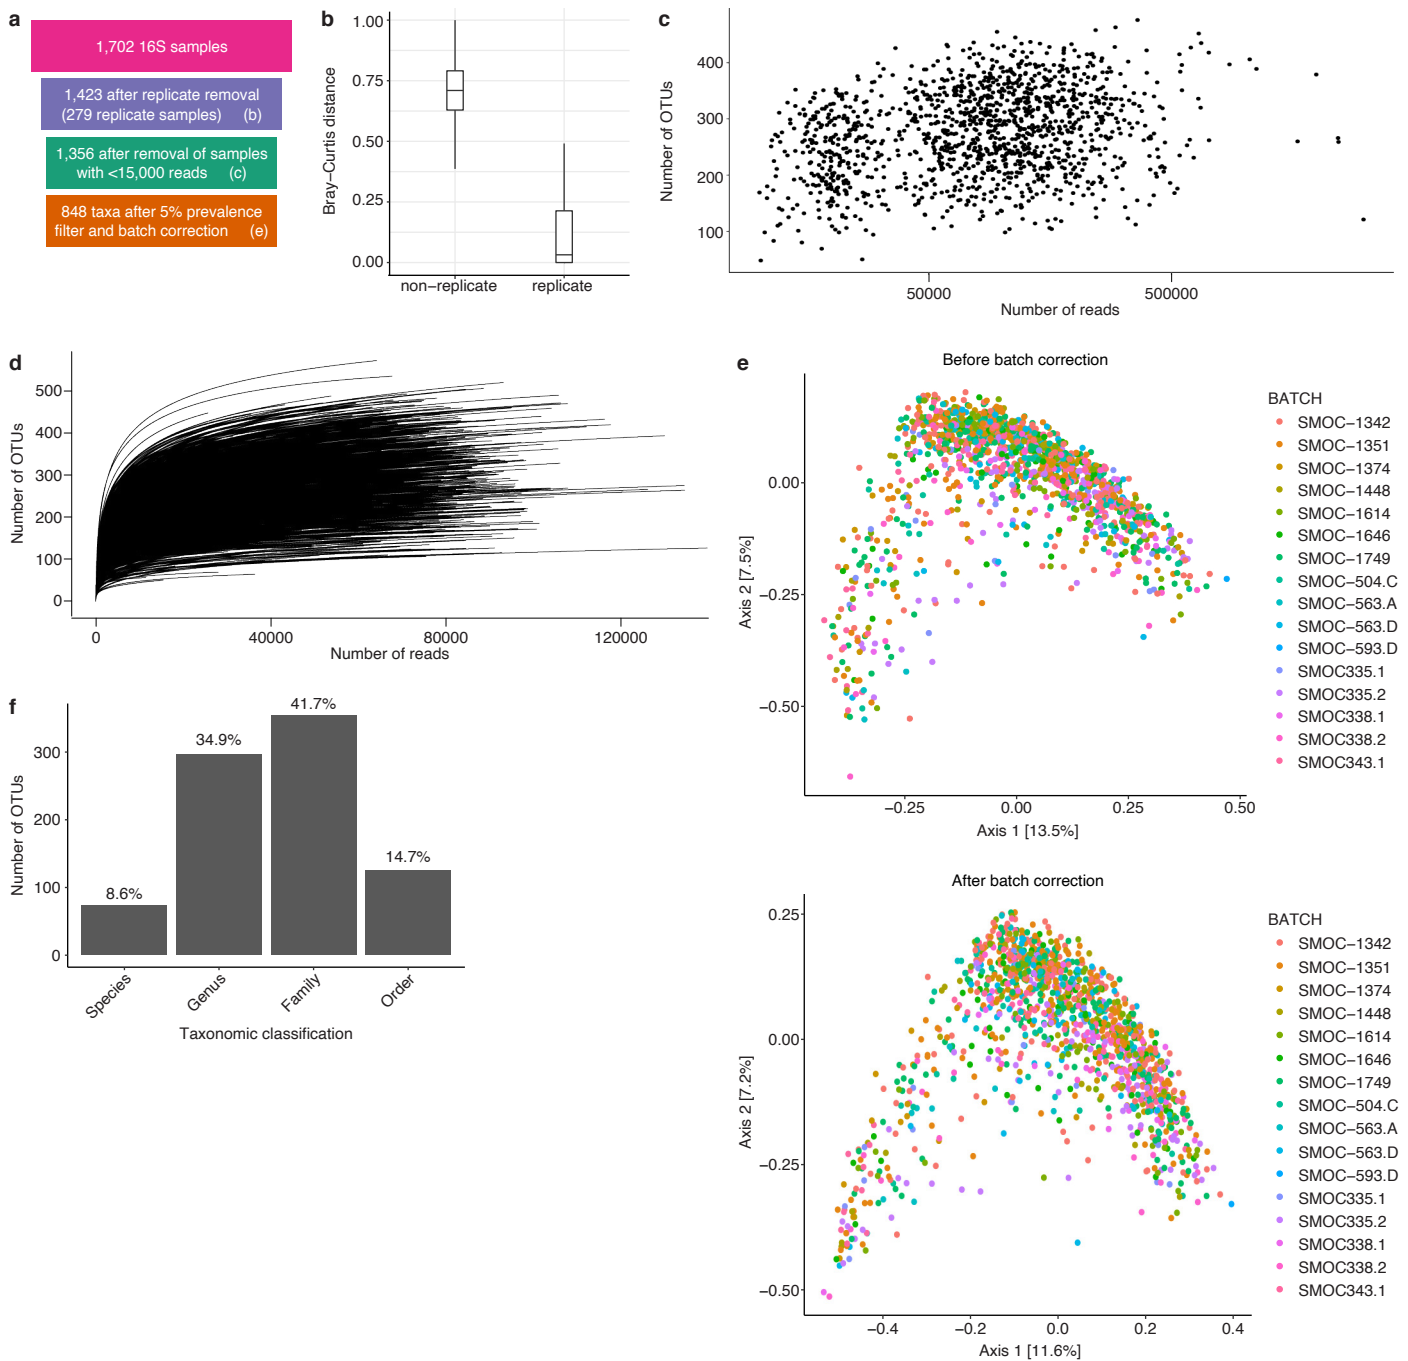 a
1,702 16S samples
1,423 after replicate removal
(279 replicate samples) (b)
1,356 after removal of samples
with <15,000 reads (c)
848 taxa after 5% prevalence
filter and batch correction (e)
b
Bray−Curtis distance
1.00
0.75
0.50
0.25
0.00
non−replicate replicate
c
Number of OTUs
400
300
200
100
50000 500000
Number of reads
d
Number of OTUs
500
400
300
200
100
0
0 40000 80000 120000
Number of reads
e
Before batch correction
Axis 2 [7.5%]
0.00
−0.25
−0.50
−0.25 0.00 0.25 0.50
Axis 1 [13.5%]
BATCH
SMOC−1342
SMOC−1351
SMOC−1374
SMOC−1448
SMOC−1614
SMOC−1646
SMOC−1749
SMOC−504.C
SMOC−563.A
SMOC−563.D
SMOC−593.D
SMOC335.1
SMOC335.2
SMOC338.1
SMOC338.2
SMOC343.1
After batch correction
Axis 2 [7.2%]
0.25
0.00
−0.25
−0.50
−0.4 −0.2 0.0 0.2 0.4
Axis 1 [11.6%]
BATCH
SMOC−1342
SMOC−1351
SMOC−1374
SMOC−1448
SMOC−1614
SMOC−1646
SMOC−1749
SMOC−504.C
SMOC−563.A
SMOC−563.D
SMOC−593.D
SMOC335.1
SMOC335.2
SMOC338.1
SMOC338.2
SMOC343.1
f
Number of OTUs
300
200
100
0
8.6%
34.9%
41.7%
14.7%
Species Genus Family Order
Taxonomic classification